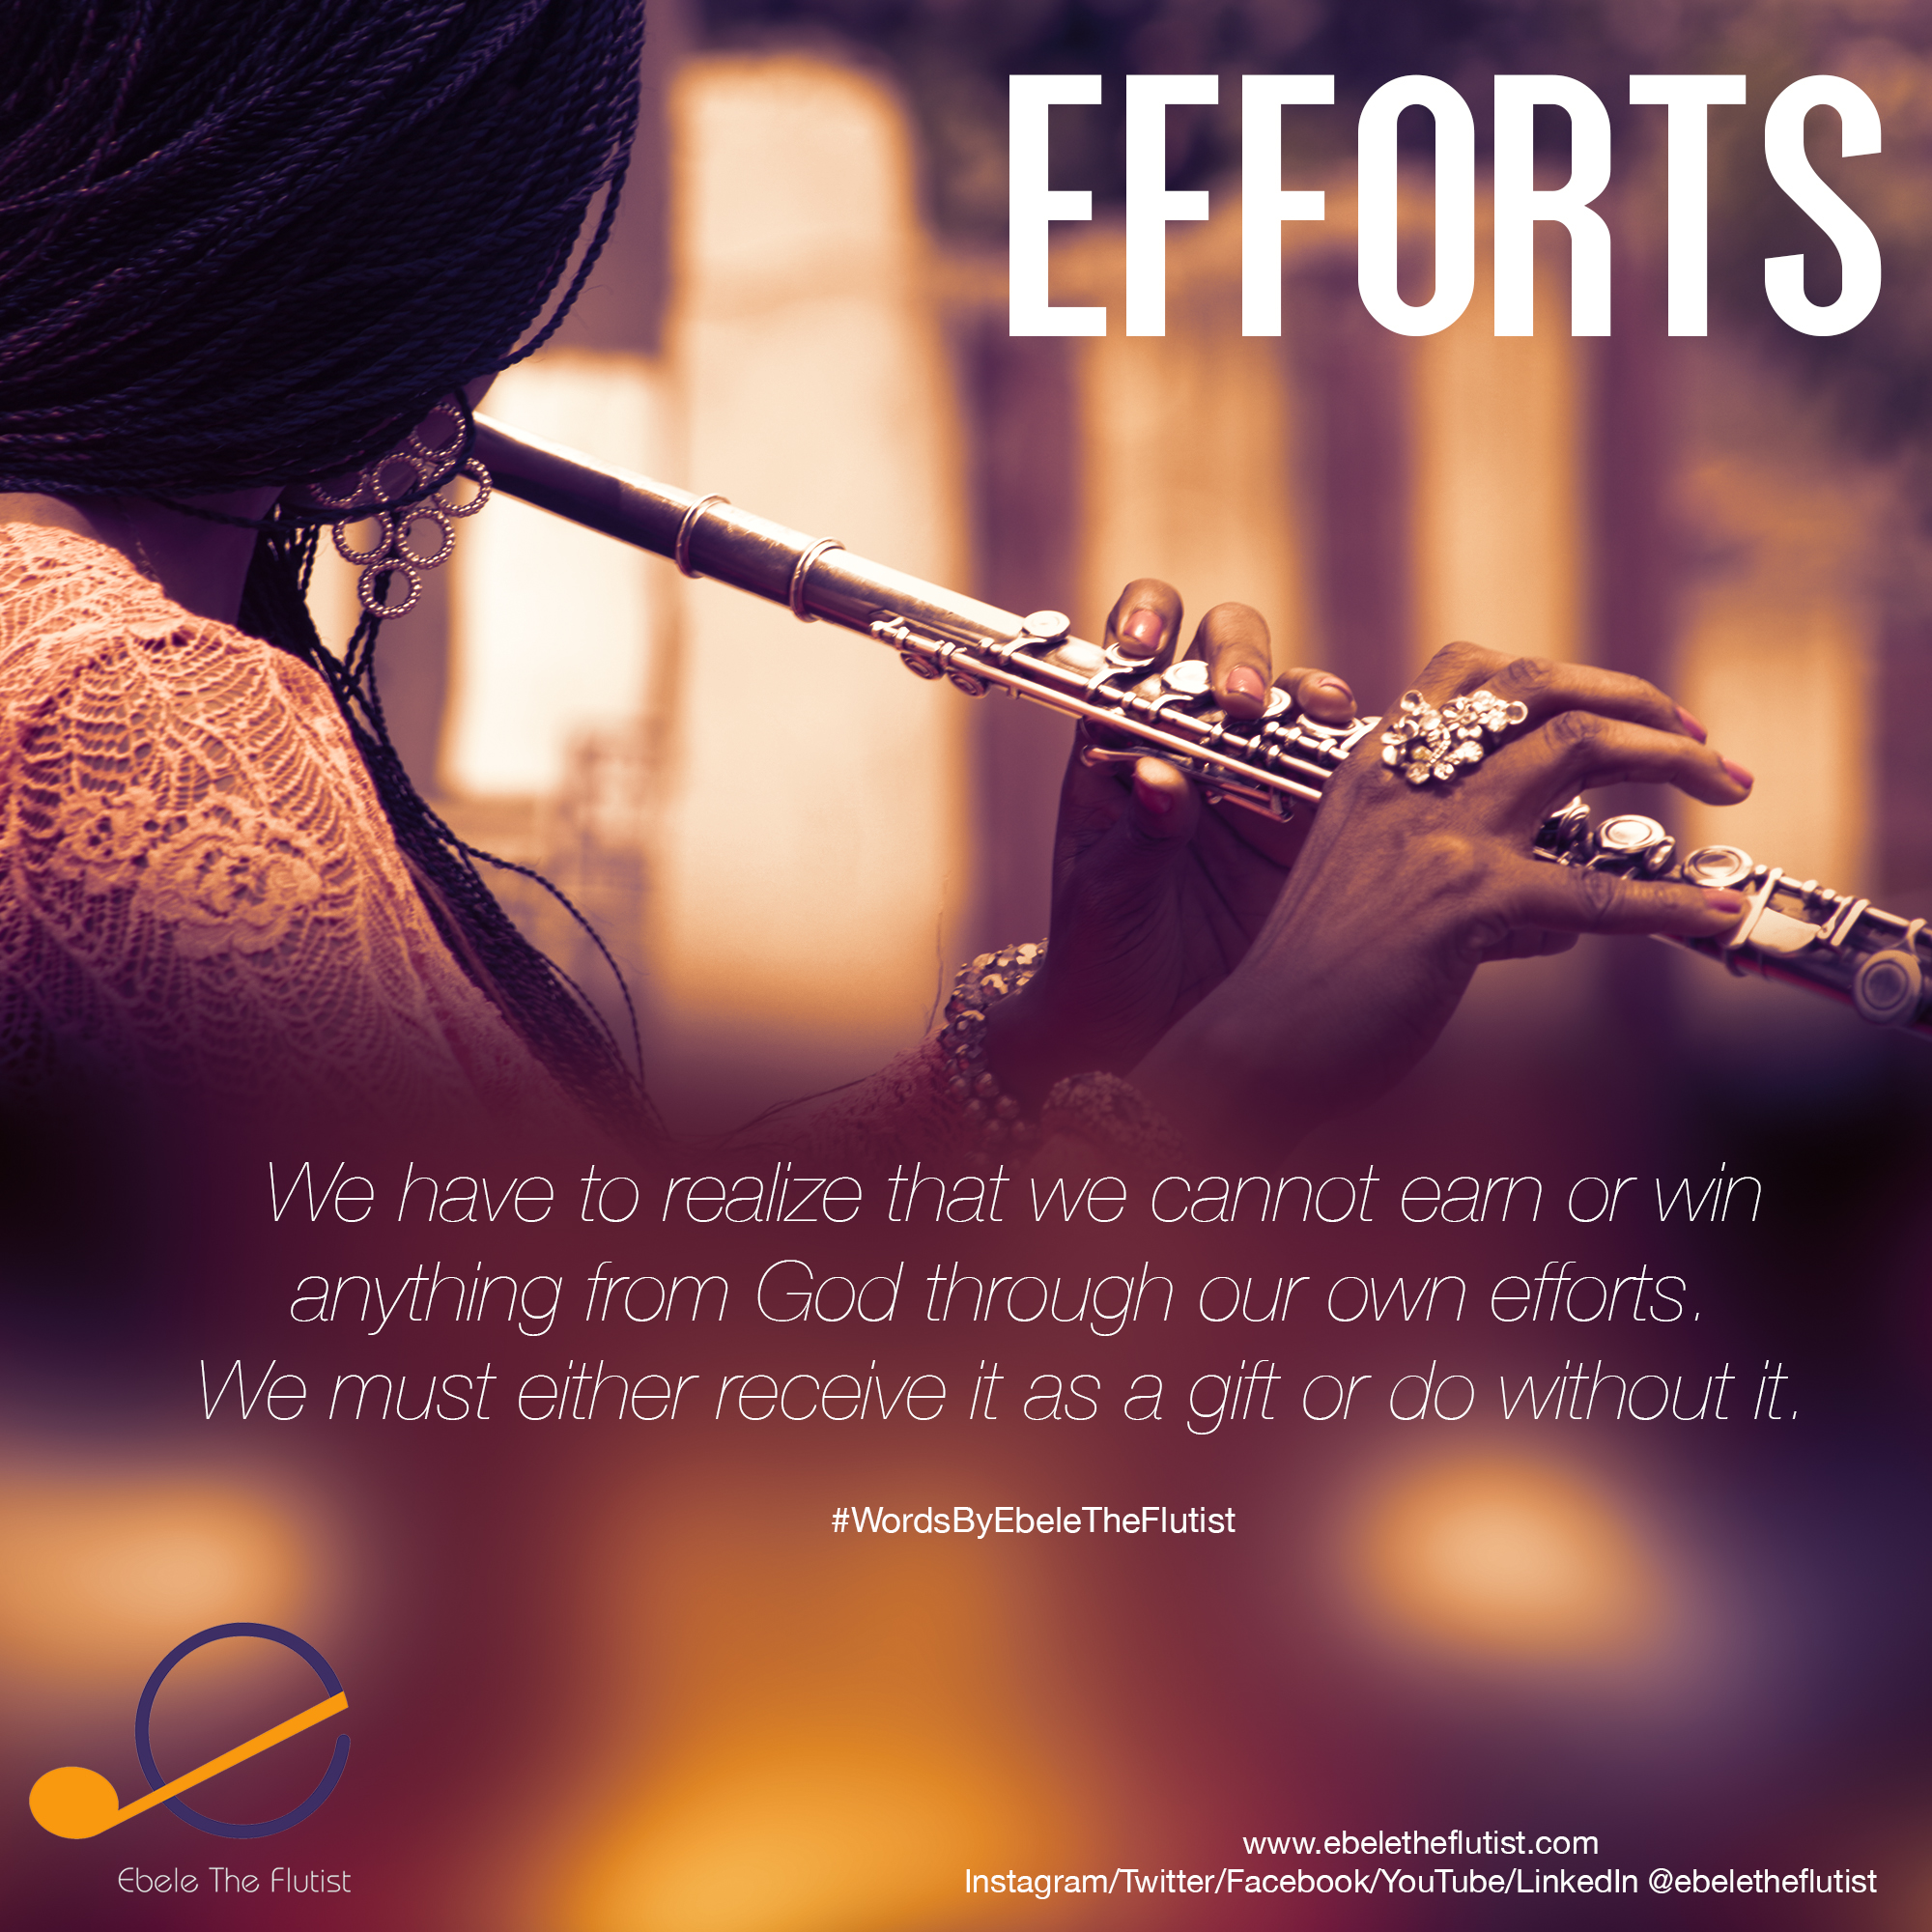 EFFORTS
We have to realize that we cannot earn or win
anything from God through our own efforts.
We must either receive it as a gift or do without it.
#WordsByEbeleTheFlutist
Ebele The Flutist
www.ebeletheflutist.com
Instagram/Twitter/Facebook/YouTube/LinkedIn @ebeletheflutist